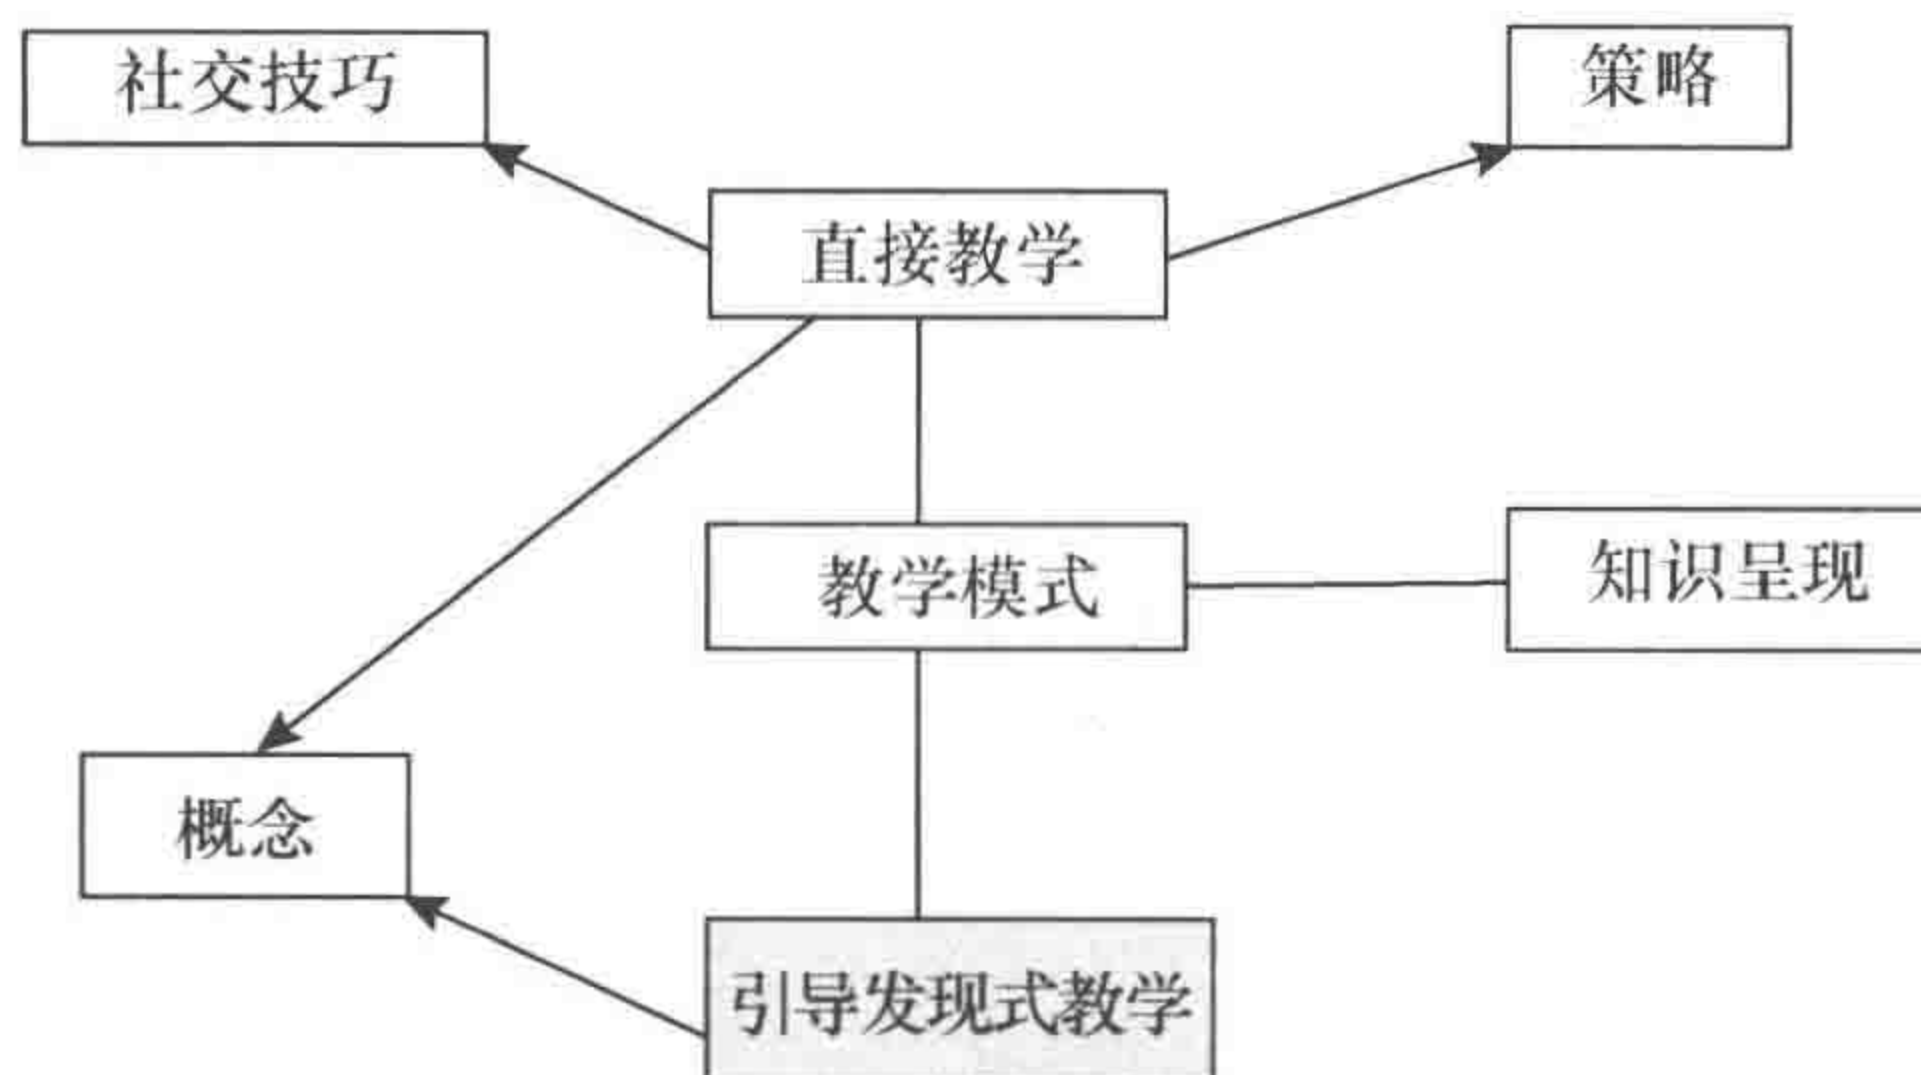 社交技巧
策略
直接教学
教学模式
知识呈现
概念
引导发现式教学